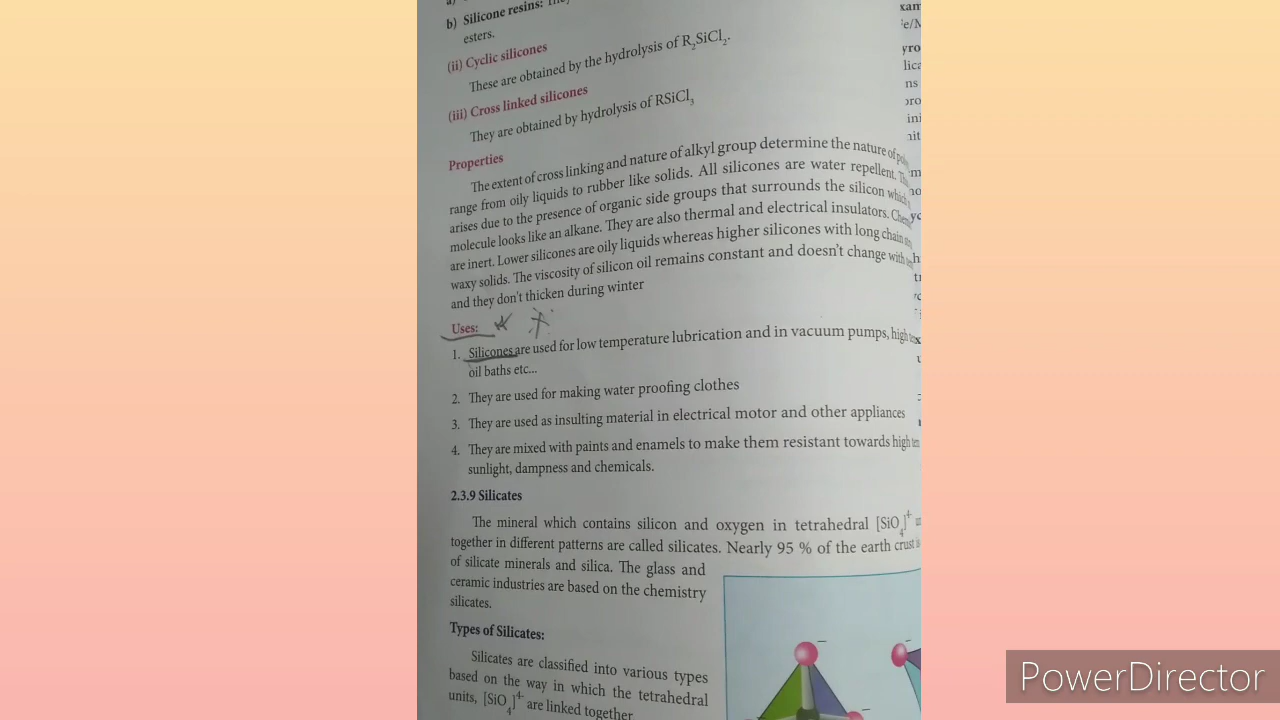 b) Silicone resins:
esters.
(ii) Cyclic silicones
These are obtained by the hydrolysis of R₂SiCl₂.
(iii) Cross linked silicones
They are obtained by hydrolysis of RSiCl₃
Properties
The extent of cross linking and nature of alkyl group determine the nature of
range from oily liquids to rubber like solids. All silicones are water repellent.
arises due to the presence of organic side groups that surrounds the silicon which
molecule looks like an alkane. They are also thermal and electrical insulators.
are inert. Lower silicones are oily liquids whereas higher silicones with long chain
waxy solids. The viscosity of silicon oil remains constant and doesn't change with
and they don't thicken during winter
Uses:
1. Silicones are used for low temperature lubrication and in vacuum pumps, high
oil baths etc...
2. They are used for making water proofing clothes
3. They are used as insulting material in electrical motor and other appliances
4. They are mixed with paints and enamels to make them resistant towards high
sunlight, dampness and chemicals.
2.3.9 Silicates
The mineral which contains silicon and oxygen in tetrahedral [SiO₄]⁺
together in different patterns are called silicates. Nearly 95 % of the earth crust
of silicate minerals and silica. The glass and
ceramic industries are based on the chemistry
silicates.
Types of Silicates:
Silicates are classified into various types
based on the way in which the tetrahedral
units, [SiO₄]⁺ are linked together
PowerDirector